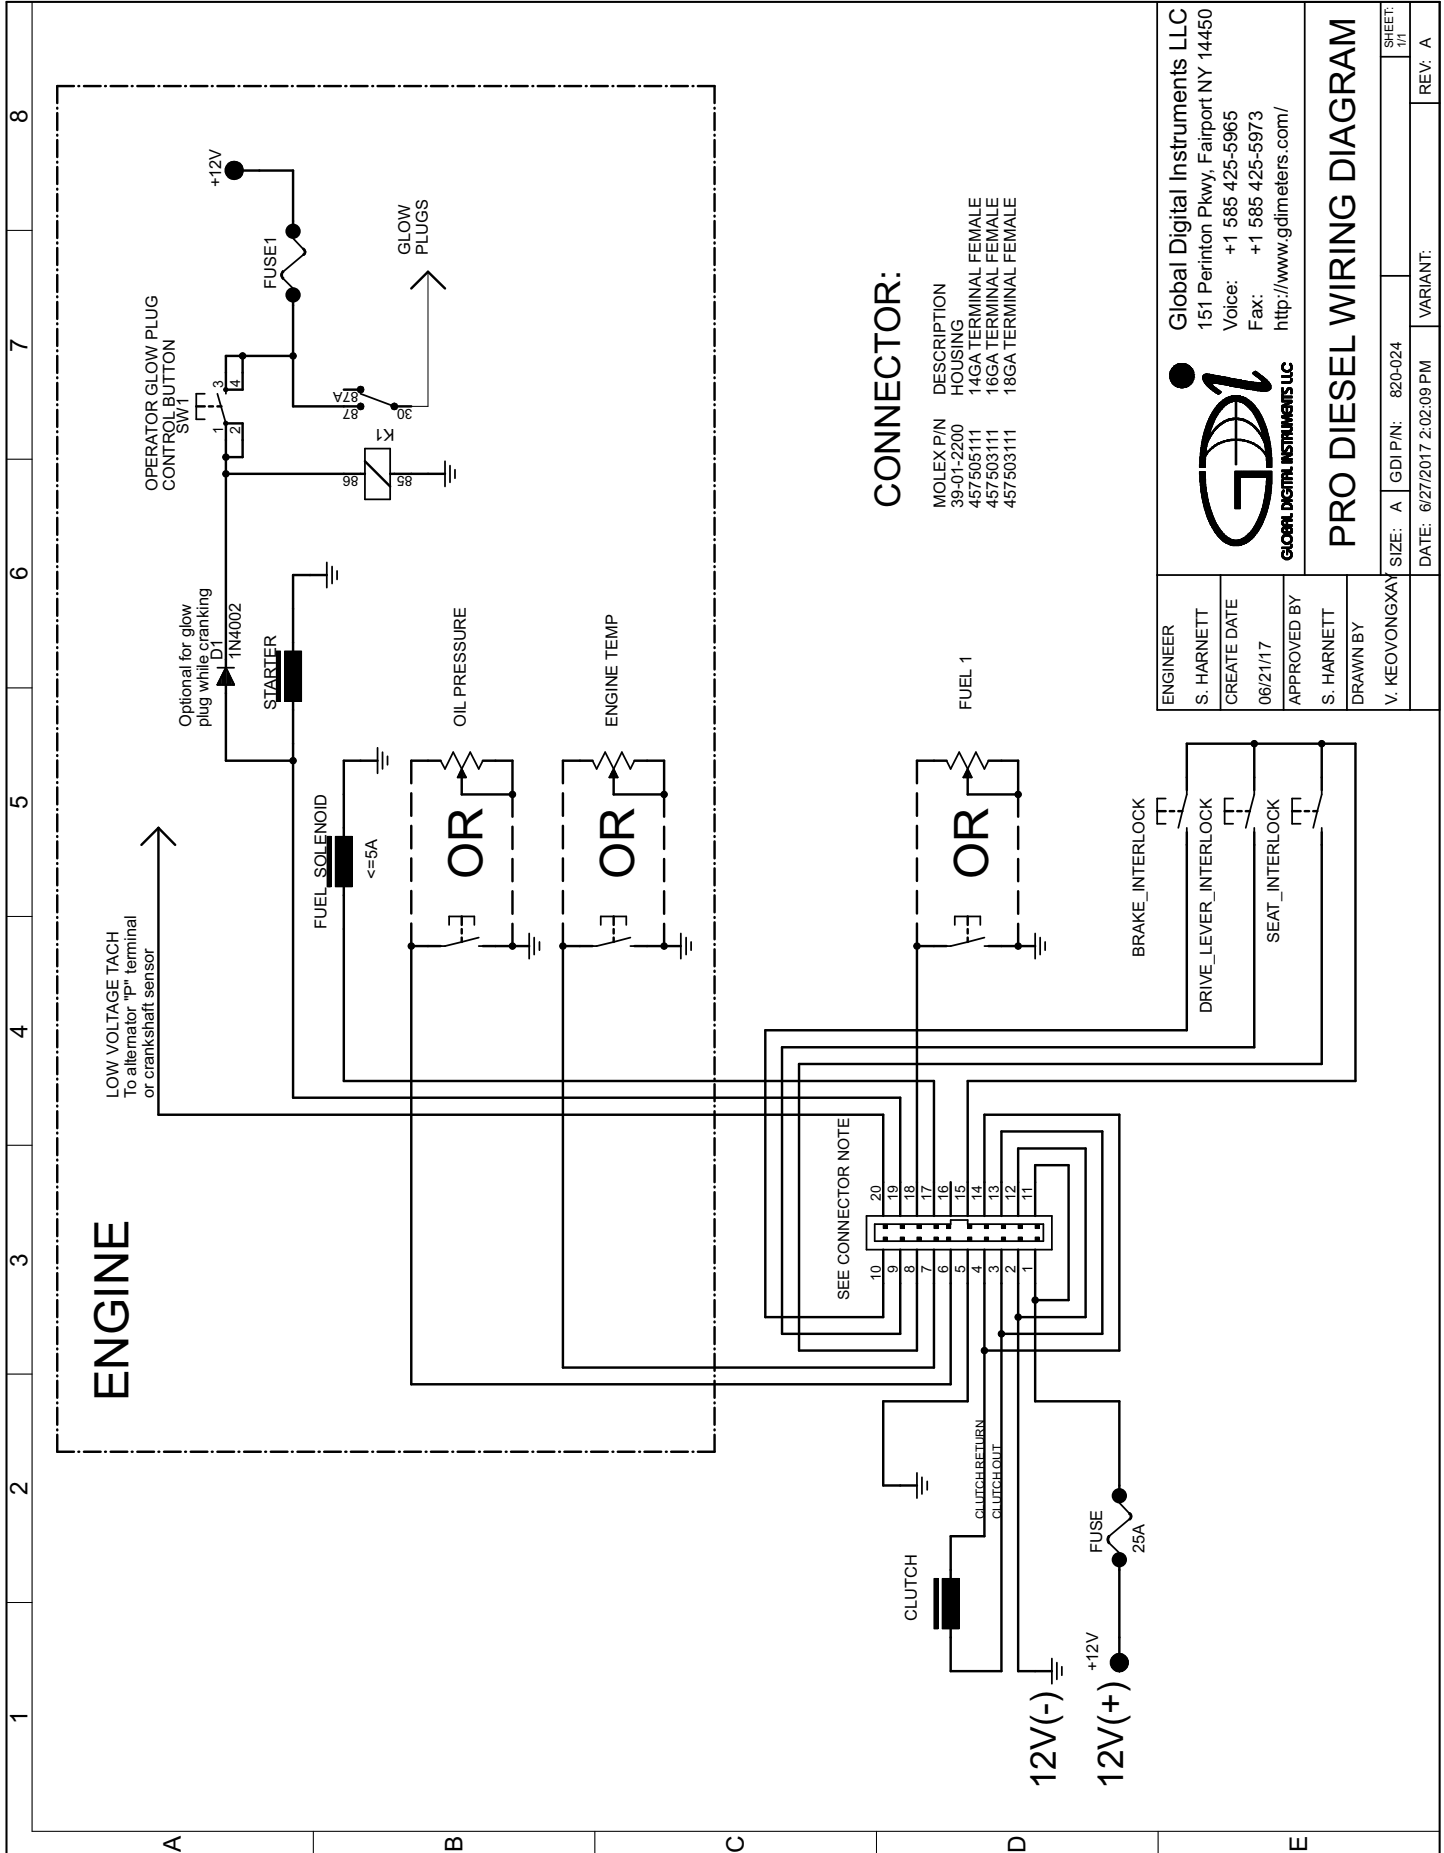 1
2
3
4
5
6
7
8
A
B
C
D
E
ENGINE
LOW VOLTAGE TACH
To alternator "P" terminal
or crankshaft sensor
Optional for glow
plug while cranking
D1
1N4002
STARTER
OPERATOR GLOW PLUG
CONTROL BUTTON
SW1
1
2
3
4
+12V
FUSE1
86
85
K1
87
87A
30
GLOW
PLUGS
FUEL_SOLENOID
<=5A
OR
OIL PRESSURE
OR
ENGINE TEMP
OR
FUEL 1
SEE CONNECTOR NOTE
10
9
8
7
6
5
4
3
2
1
20
19
18
17
16
15
14
13
12
11
BRAKE_INTERLOCK
DRIVE_LEVER_INTERLOCK
SEAT_INTERLOCK
CLUTCH
CLUTCH RETURN
CLUTCH OUT
12V(-)
12V(+)
+12V
FUSE
25A
CONNECTOR:
MOLEX P/N DESCRIPTION
39-01-2200 HOUSING
457505111 14GA TERMINAL FEMALE
457503111 16GA TERMINAL FEMALE
457503111 18GA TERMINAL FEMALE
ENGINEER
S. HARNETT
CREATE DATE
06/21/17
APPROVED BY
S. HARNETT
DRAWN BY
V. KEOVONGXAY
GDi
GLOBAL DIGITAL INSTRUMENTS LLC
Global Digital Instruments LLC
151 Perinton Pkwy, Fairport NY 14450
Voice: +1 585 425-5965
Fax: +1 585 425-5973
http://www.gdimeters.com/
PRO DIESEL WIRING DIAGRAM
SIZE: A
GDI P/N: 820-024
SHEET:
1/1
DATE: 6/27/2017 2:02:09 PM
VARIANT:
REV: A